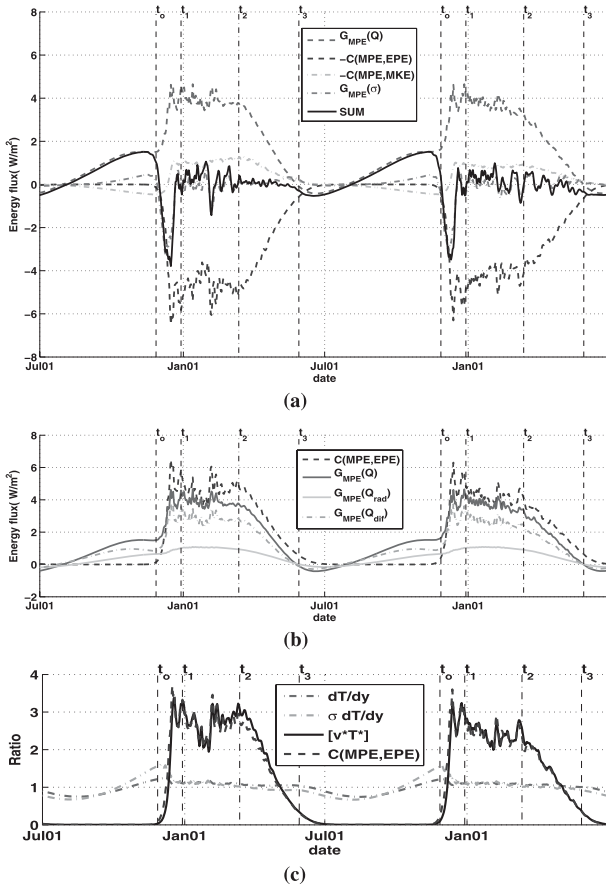 t₀ t₁ t₂ t₃ t₀ t₁ t₂ t₃
8
6
4
2
0
−2
−4
−6
−8
Energy flux( W/m²)
G_MPE(Q)
−C(MPE,EPE)
−C(MPE,MKE)
G_MPE(σ)
SUM
Jul01 Jan01 Jul01 Jan01
date
(a)
t₀ t₁ t₂ t₃ t₀ t₁ t₂ t₃
8
6
4
2
0
−2
Energy flux( W/m²)
C(MPE,EPE)
G_MPE(Q)
G_MPE(Q_rad)
G_MPE(Q_dif)
Jul01 Jan01 Jul01 Jan01
date
(b)
t₀ t₁ t₂ t₃ t₀ t₁ t₂ t₃
4
3
2
1
0
Ratio
dT/dy
σ dT/dy
[v*T*]
C(MPE,EPE)
Jul01 Jan01 Jul01 Jan01
date
(c)